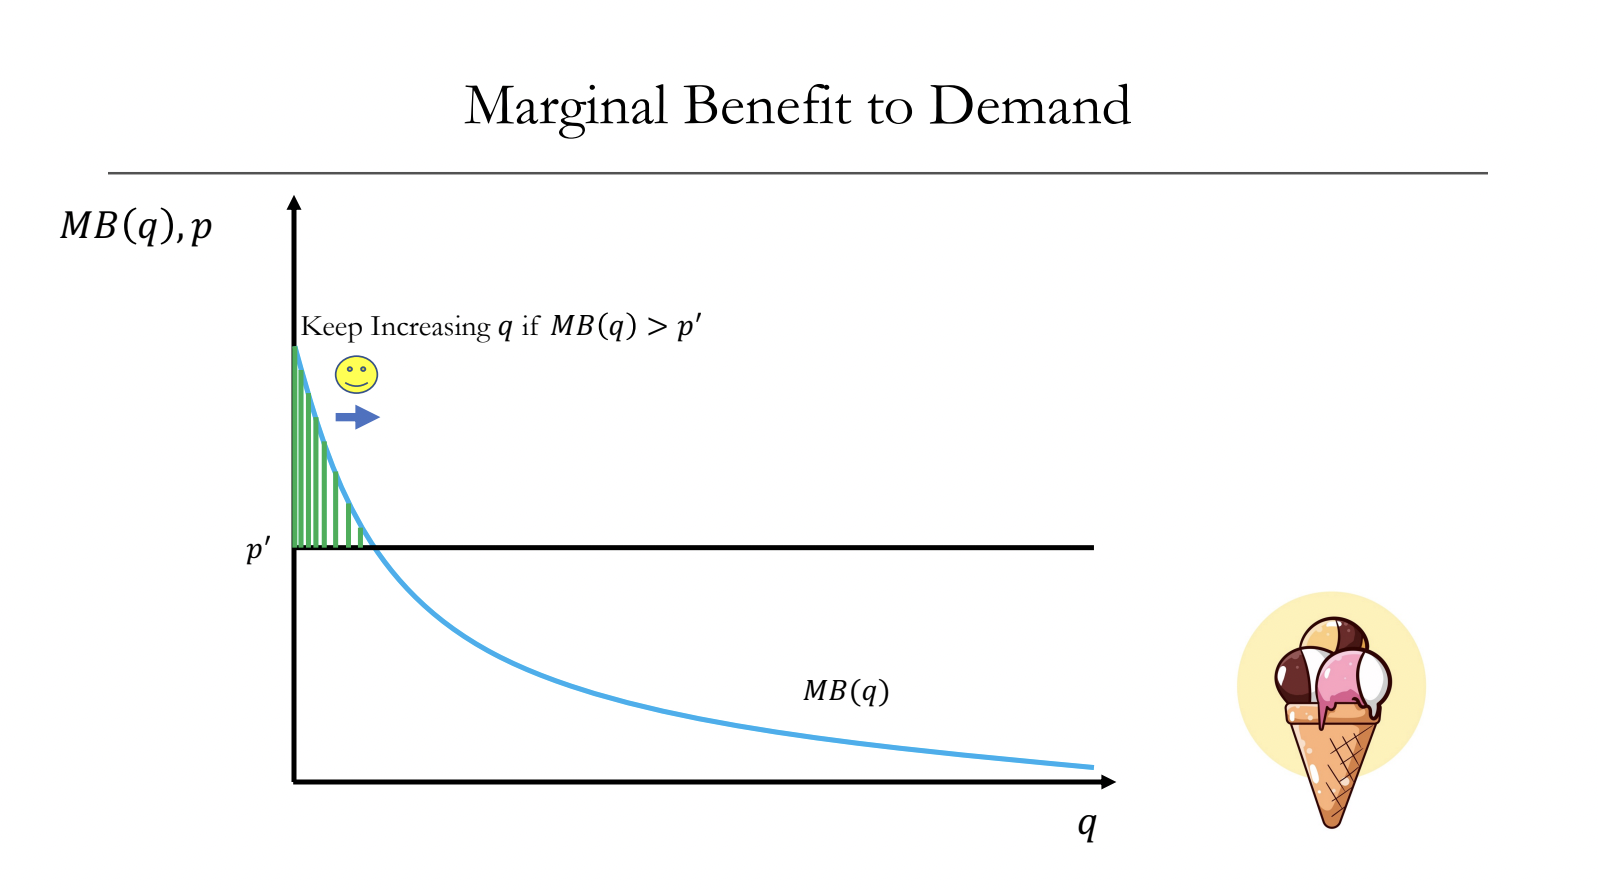 Marginal Benefit to Demand
MB(q), p
Keep Increasing q if MB(q) > p′
p′
MB(q)
q